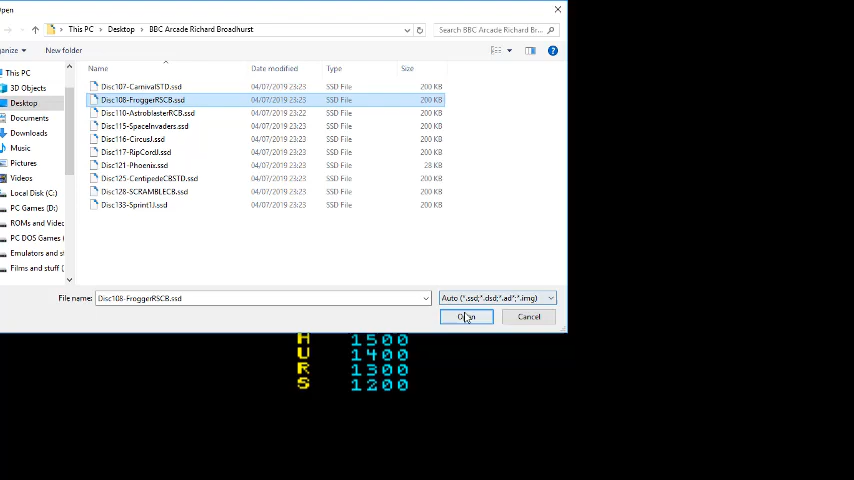 Open
This PC > Desktop > BBC Arcade Richard Broadhurst
Search BBC Arcade Richard Br...
ganize
New folder
Name Date modified Type Size
This PC
3D Objects
Desktop
Documents
Downloads
Music
Pictures
Videos
Local Disk (C:)
PC Games (D:)
ROMs and Videc
PC DOS Games (
Emulators and st
Films and stuff (
Disc107-CarnivalSTD.ssd 04/07/2019 23:23 SSD File 200 KB
Disc108-FroggerRSCB.ssd 04/07/2019 23:23 SSD File 200 KB
Disc110-AstroblasterRCB.ssd 04/07/2019 23:22 SSD File 200 KB
Disc115-SpaceInvaders.ssd 04/07/2019 23:23 SSD File 200 KB
Disc116-CircusJ.ssd 04/07/2019 23:23 SSD File 200 KB
Disc117-RipCordJ.ssd 04/07/2019 23:23 SSD File 200 KB
Disc121-Phoenix.ssd 04/07/2019 23:23 SSD File 28 KB
Disc125-CentipedeCBSTD.ssd 04/07/2019 23:23 SSD File 200 KB
Disc128-SCRAMBLECB.ssd 04/07/2019 23:23 SSD File 200 KB
Disc133-Sprint1J.ssd 04/07/2019 23:23 SSD File 200 KB
File name: Disc108-FroggerRSCB.ssd
Auto (*.ssd;*.dsd;*.ad*;*.img)
Open Cancel
H 1500
U 1400
R 1300
S 1200